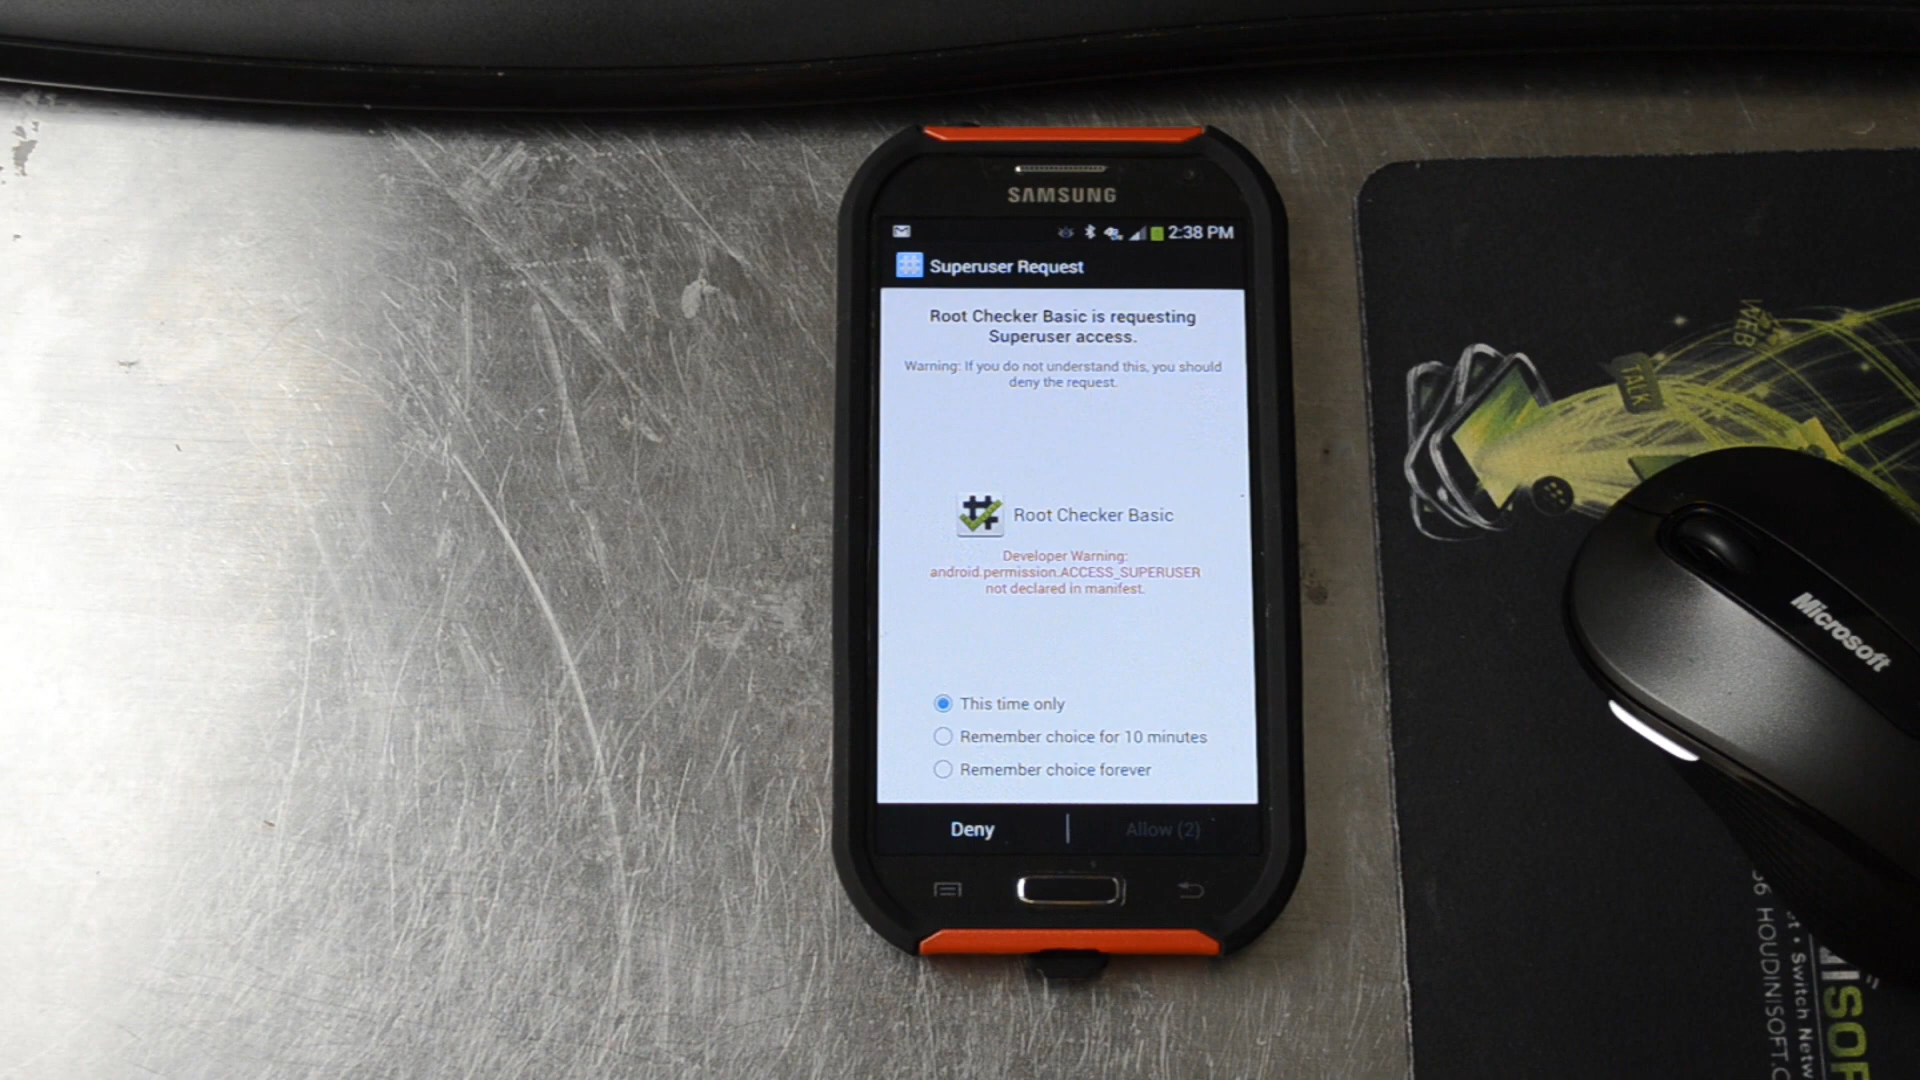 SAMSUNG
2:38 PM
Superuser Request
Root Checker Basic is requesting
Superuser access.
Warning: If you do not understand this, you should
deny the request.
Root Checker Basic
Developer Warning:
android.permission.ACCESS_SUPERUSER
not declared in manifest.
This time only
Remember choice for 10 minutes
Remember choice forever
Deny
Allow (2)
WEB
TALK
Microsoft
HOUDINISOFT.C
Switch Netw